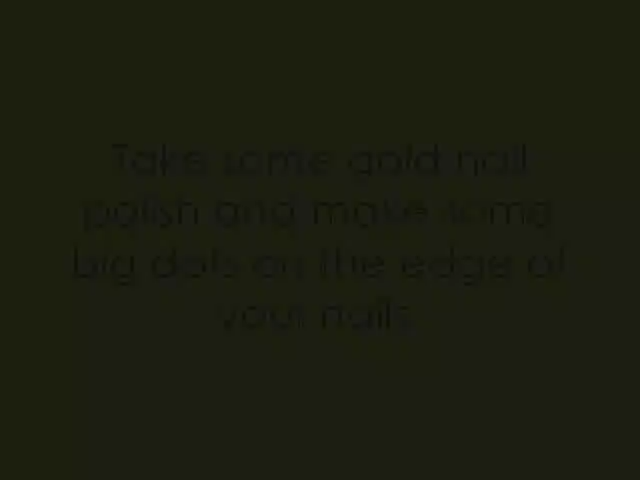 Take some gold nail
polish and make some
big dots on the edge of
your nails